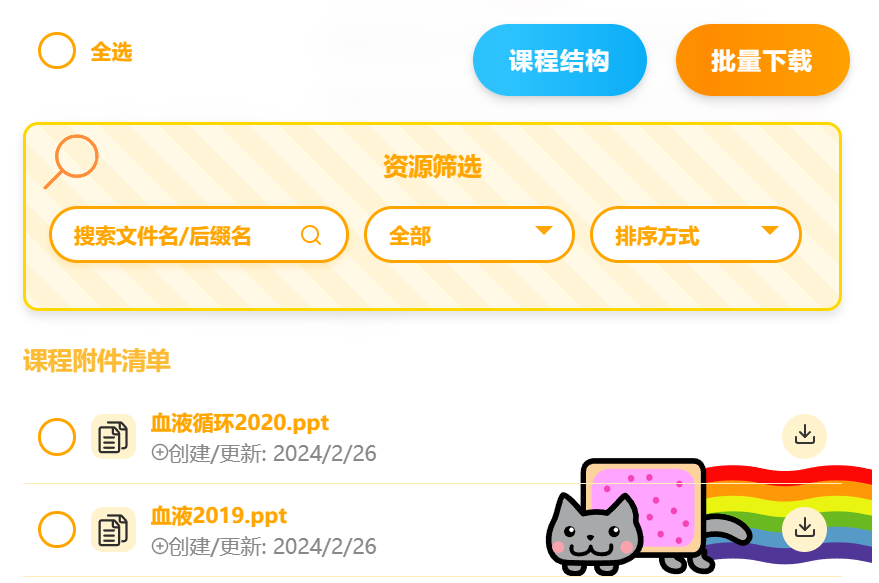 全选
课程结构
批量下载
资源筛选
搜索文件名/后缀名
全部
排序方式
课程附件清单
血液循环2020.ppt
创建/更新: 2024/2/26
血液2019.ppt
创建/更新: 2024/2/26